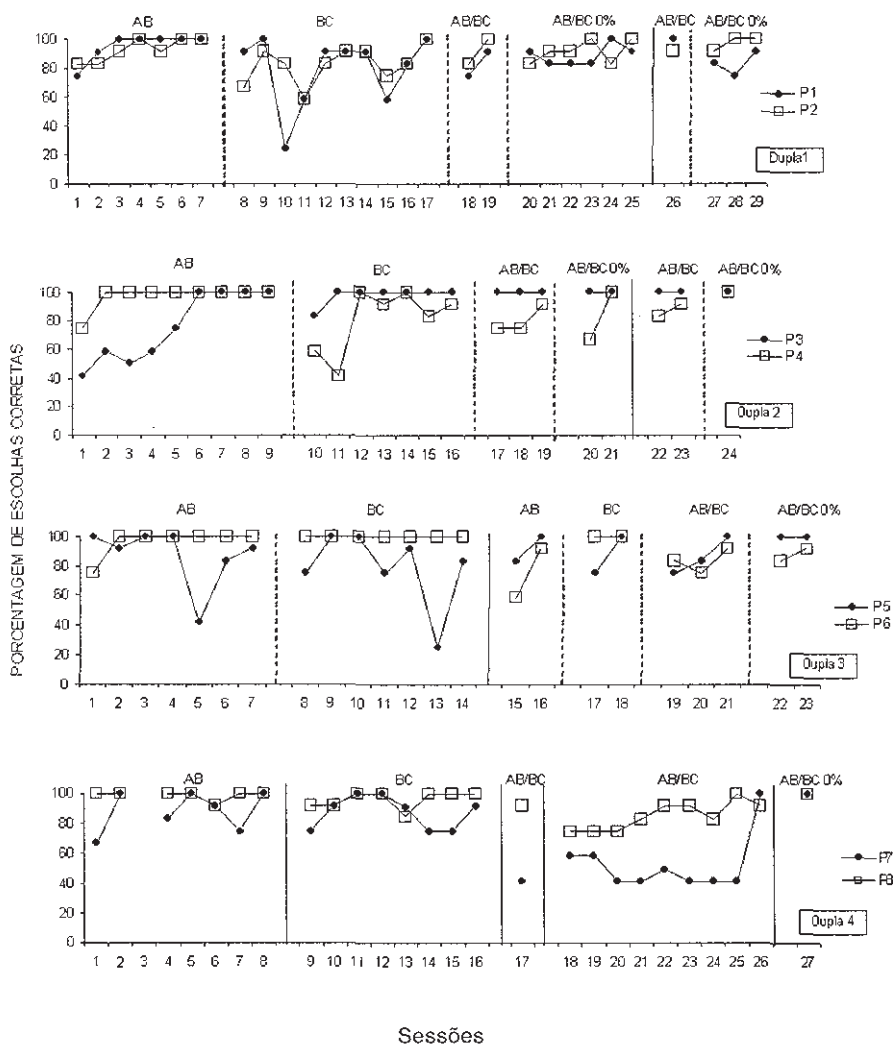 PORCENTAGEM DE ESCOLHAS CORRETAS
AB BC AB/BC AB/BC 0% AB/BC AB/BC 0%
100
80
60
40
20
0
1 2 3 4 5 6 7 8 9 10 11 12 13 14 15 16 17 18 19 20 21 22 23 24 25 26 27 28 29
P1
P2
Dupla1
AB BC AB/BC AB/BC 0% AB/BC AB/BC 0%
100
80
60
40
20
0
1 2 3 4 5 6 7 8 9 10 11 12 13 14 15 16 17 18 19 20 21 22 23 24
P3
P4
Dupla 2
AB BC AB BC AB/BC AB/BC 0%
100
80
60
40
20
0
1 2 3 4 5 6 7 8 9 10 11 12 13 14 15 16 17 18 19 20 21 22 23
P5
P6
Dupla 3
AB BC AB/BC AB/BC AB/BC 0%
100
80
60
40
20
0
1 2 4 5 6 7 8 9 10 11 12 13 14 15 16 17 18 19 20 21 22 23 24 25 26 27
P7
P8
Dupla 4
Sessões